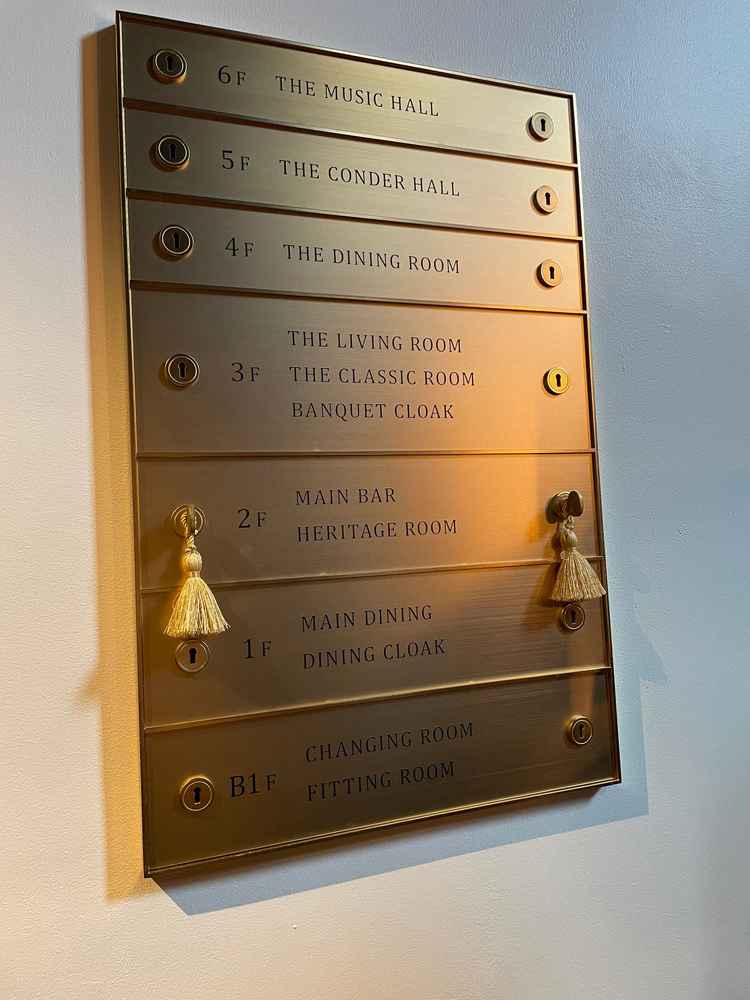 6F THE MUSIC HALL
5F THE CONDER HALL
4F THE DINING ROOM
THE LIVING ROOM
3F THE CLASSIC ROOM
BANQUET CLOAK
2F MAIN BAR
HERITAGE ROOM
1F MAIN DINING
DINING CLOAK
B1F CHANGING ROOM
FITTING ROOM